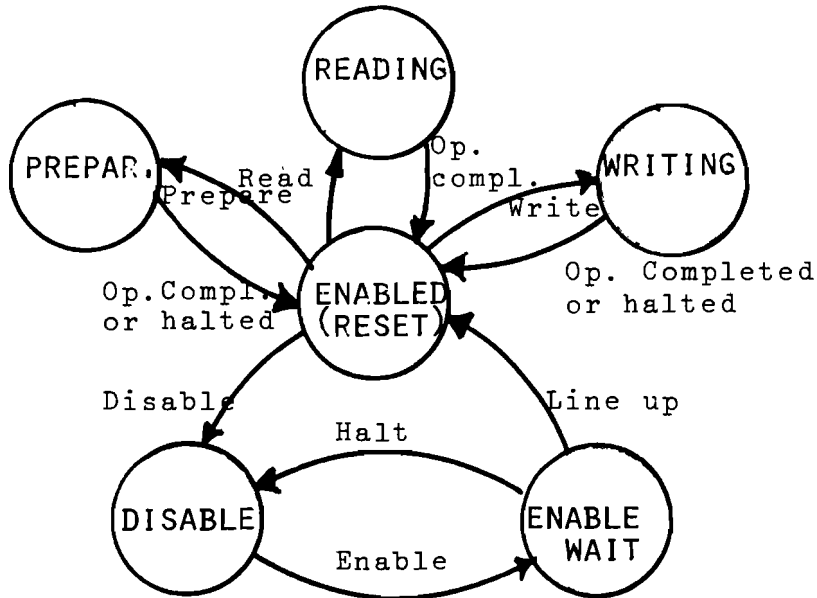 READING
Op.
compl.
PREPAR.
Read
Prepare
WRITING
Write
Op.Compl.
or halted
ENABLED
(RESET)
Op. Completed
or halted
Disable
Line up
Halt
DISABLE
ENABLE
WAIT
Enable